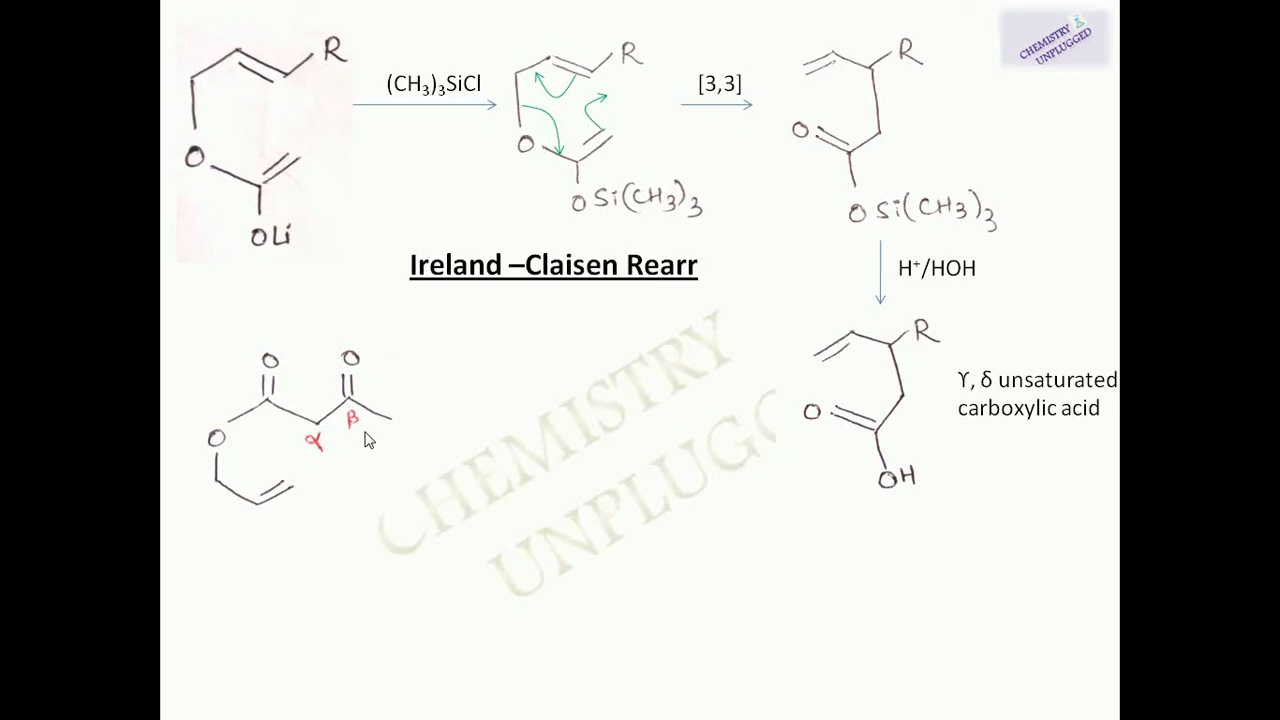 CHEMISTRY
UNPLUGGED
R
O
OLi
(CH₃)₃SiCl
R
O
OSi(CH₃)₃
[3,3]
R
O
OSi(CH₃)₃
Ireland –Claisen Rearr
H⁺/HOH
R
O
OH
ϒ, δ unsaturated
carboxylic acid
O O
O
α β
CHEMISTRY
UNPLUGG